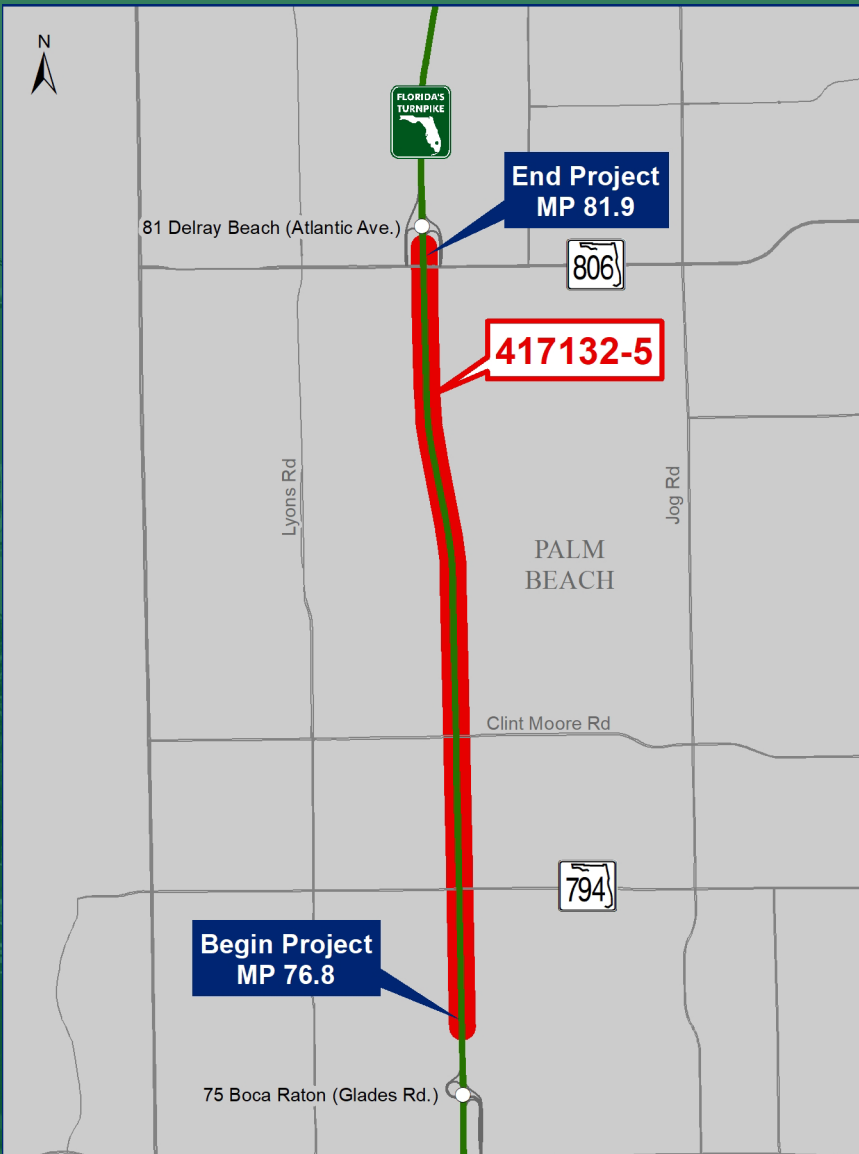 N
FLORIDA'S
TURNPIKE
End Project
MP 81.9
81 Delray Beach (Atlantic Ave.)
806
417132-5
Lyons Rd
Jog Rd
PALM
BEACH
Clint Moore Rd
794
Begin Project
MP 76.8
75 Boca Raton (Glades Rd.)